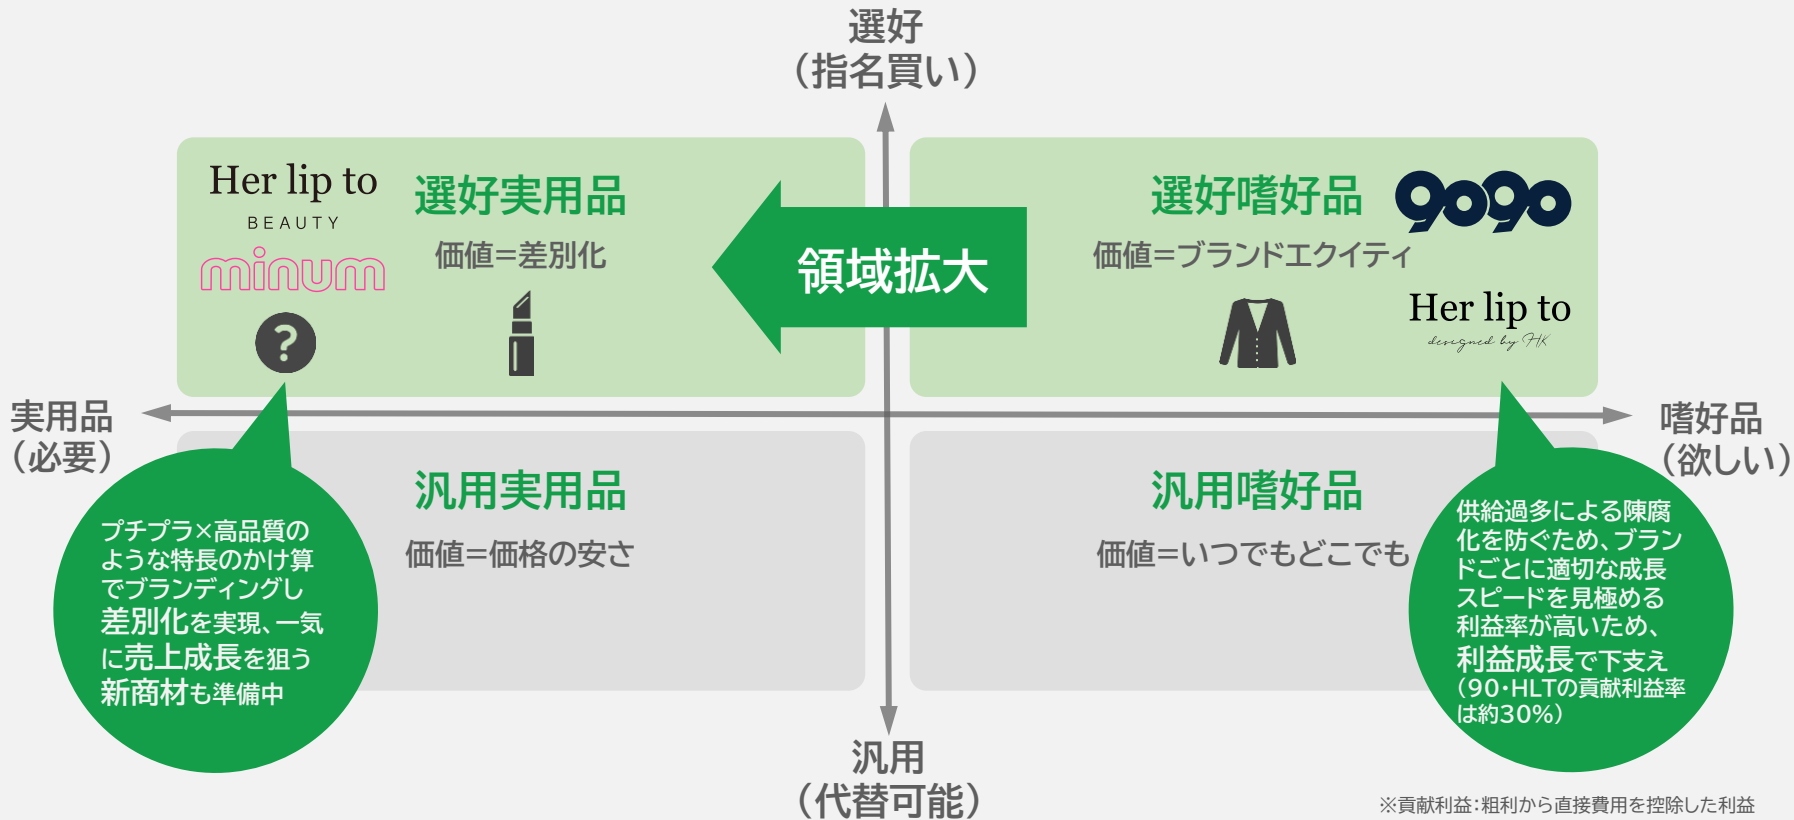 選好
（指名買い）
Her lip to
BEAUTY
minum
?
選好実用品
価値＝差別化
領域拡大
選好嗜好品
価値＝ブランドエクイティ
9090
Her lip to
designed by HK
実用品
（必要）
嗜好品
（欲しい）
汎用実用品
価値＝価格の安さ
汎用嗜好品
価値＝いつでもどこでも
プチプラ×高品質の
ような特長のかけ算
でブランディングし
差別化を実現、一気
に売上成長を狙う
新商材も準備中
供給過多による陳腐
化を防ぐため、ブラン
ドごとに適切な成長
スピードを見極める
利益率が高いため、
利益成長で下支え
（90・HLTの貢献利益率
は約30%）
汎用
（代替可能）
※貢献利益：粗利から直接費用を控除した利益